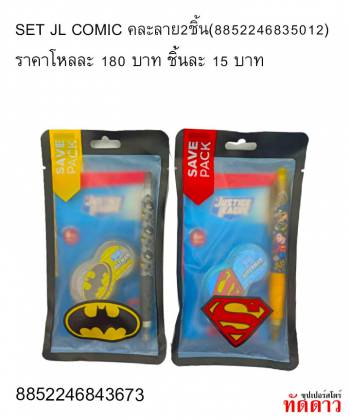 SET JL COMIC คละลาย2ชิ้น(8852246835012)
ราคาโหลละ 180 บาท ชิ้นละ 15 บาท
SAVE PACK
SAVE PACK
JUSTICE LEAGUE
8852246843673
ซุปเปอร์สโตร์
ทัดดาว